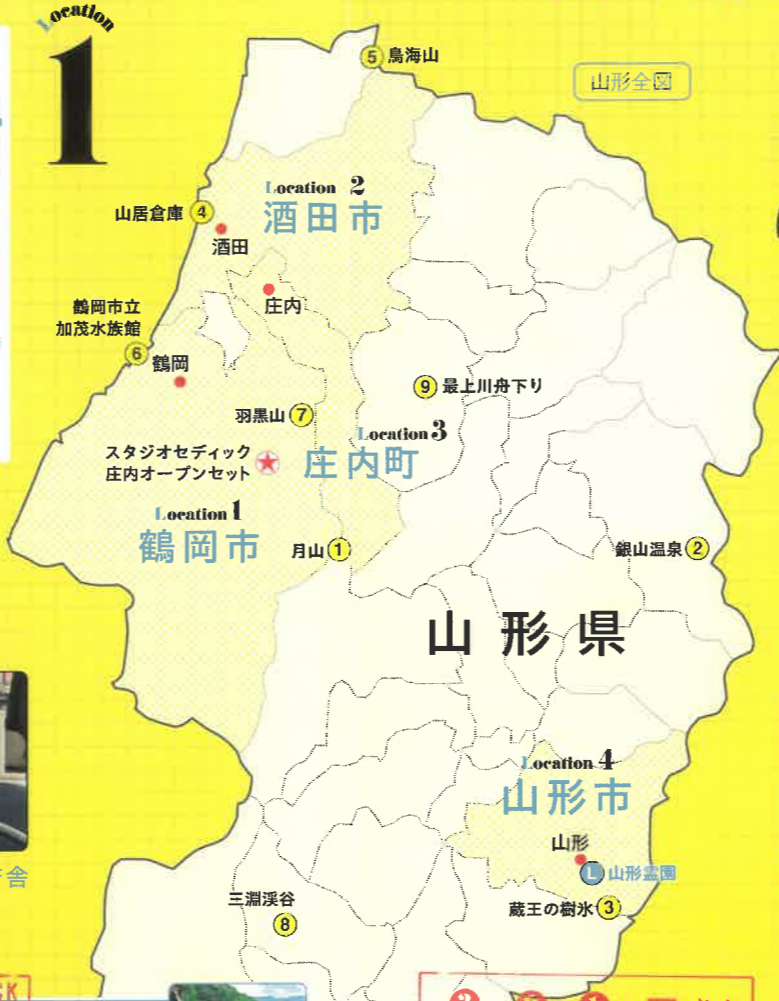 Location
1
⑤ 鳥海山
山形全図
Location 2
酒田市
山居倉庫 ④
酒田
庄内
鶴岡市立
加茂水族館
⑥
鶴岡
⑨ 最上川舟下り
羽黒山 ⑦
Location 3
庄内町
スタジオセディック
庄内オープンセット
Location 1
鶴岡市
月山 ①
銀山温泉 ②
山形県
Location 4
山形市
山形
L 山形霊園
蔵王の樹氷 ③
三淵渓谷
⑧
舎
CK